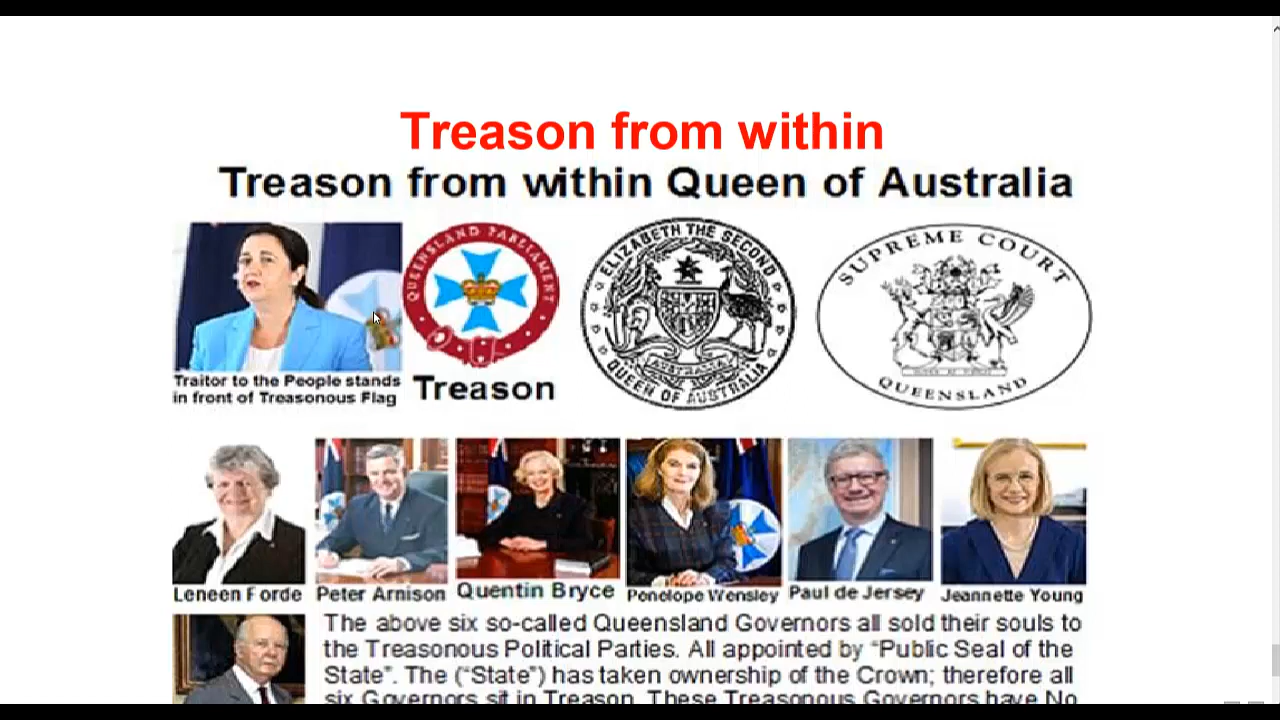 Treason from within
Treason from within Queen of Australia
QUEENSLAND PARLIAMENT
ELIZABETH THE SECOND
QUEEN OF AUSTRALIA
AUSTRALIA
SUPREME COURT
QUEENSLAND
Traitor to the People stands
in front of Treasonous Flag
Treason
Leneen Forde
Peter Arnison
Quentin Bryce
Penelope Wensley
Paul de Jersey
Jeannette Young
The above six so-called Queensland Governors all sold their souls to
the Treasonous Political Parties. All appointed by “Public Seal of the
State”. The (“State”) has taken ownership of the Crown; therefore all
six Governors sit in Treason. These Treasonous Governors have No